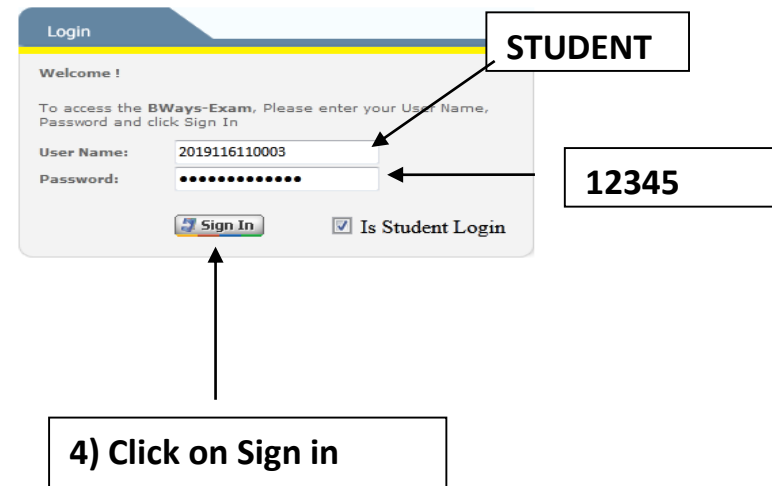 Login
STUDENT
Welcome !
To access the BWays-Exam, Please enter your User Name,
Password and click Sign In
User Name: 2019116110003
Password: •••••••••••••
12345
Sign In Is Student Login
4) Click on Sign in